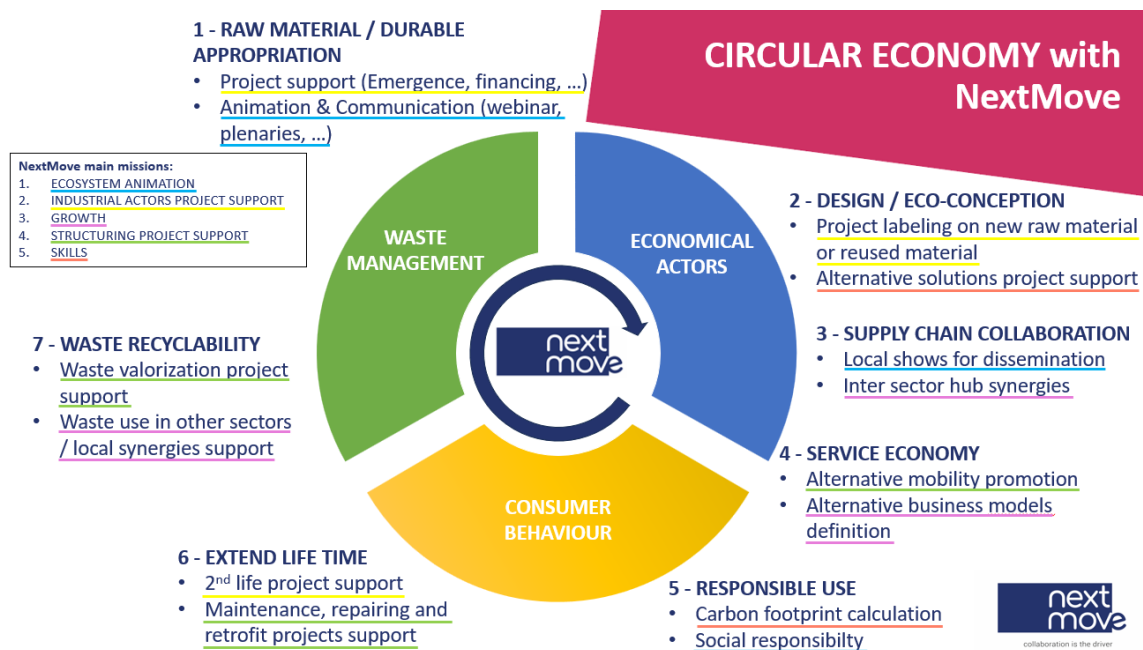 CIRCULAR ECONOMY with
NextMove
1 - RAW MATERIAL / DURABLE
APPROPRIATION
• Project support (Emergence, financing, ...)
• Animation & Communication (webinar,
plenaries, ...)
NextMove main missions:
1. ECOSYSTEM ANIMATION
2. INDUSTRIAL ACTORS PROJECT SUPPORT
3. GROWTH
4. STRUCTURING PROJECT SUPPORT
5. SKILLS
WASTE
MANAGEMENT
ECONOMICAL
ACTORS
CONSUMER
BEHAVIOUR
next
move
2 - DESIGN / ECO-CONCEPTION
• Project labeling on new raw material
or reused material
• Alternative solutions project support
3 - SUPPLY CHAIN COLLABORATION
• Local shows for dissemination
• Inter sector hub synergies
4 - SERVICE ECONOMY
• Alternative mobility promotion
• Alternative business models
definition
5 - RESPONSIBLE USE
• Carbon footprint calculation
• Social responsibilty
6 - EXTEND LIFE TIME
• 2nd life project support
• Maintenance, repairing and
retrofit projects support
7 - WASTE RECYCLABILITY
• Waste valorization project
support
• Waste use in other sectors
/ local synergies support
next
move
collaboration is the driver